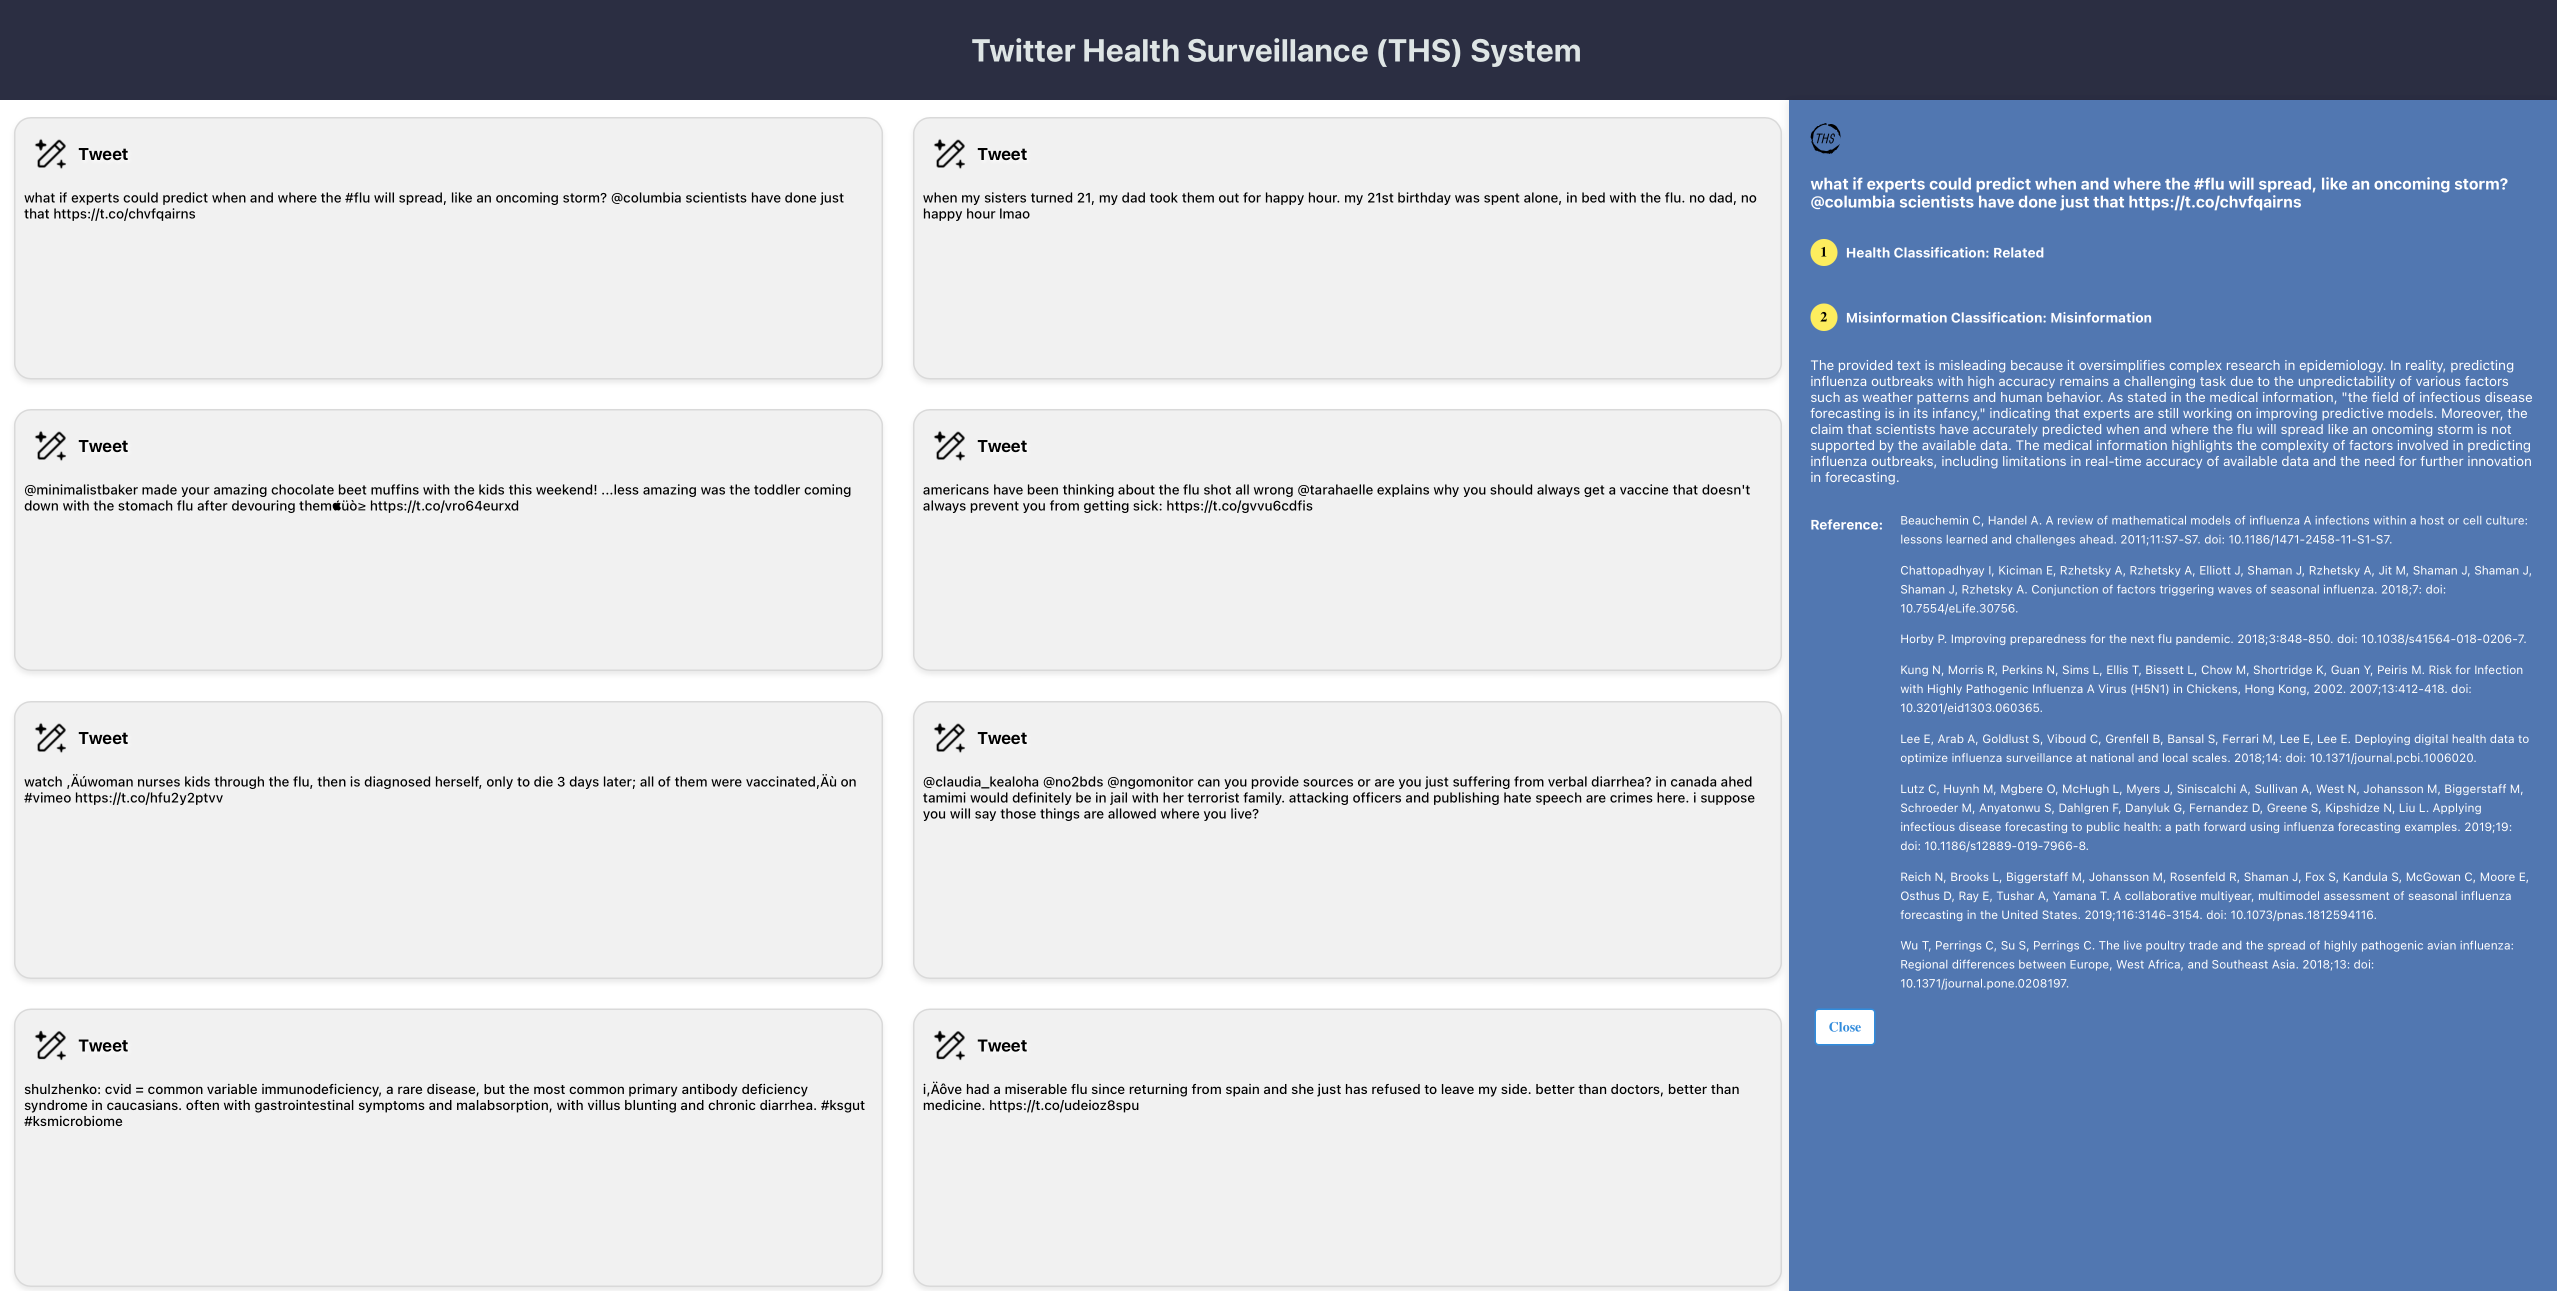 Twitter Health Surveillance (THS) System
Tweet
what if experts could predict when and where the #flu will spread, like an oncoming storm? @columbia scientists have done just
that https://t.co/chvfqairns
Tweet
when my sisters turned 21, my dad took them out for happy hour. my 21st birthday was spent alone, in bed with the flu. no dad, no
happy hour lmao
Tweet
@minimalistbaker made your amazing chocolate beet muffins with the kids this weekend! ...less amazing was the toddler coming
down with the stomach flu after devouring themüò≥ https://t.co/vro64eurxd
Tweet
americans have been thinking about the flu shot all wrong @tarahaelle explains why you should always get a vaccine that doesn't
always prevent you from getting sick: https://t.co/gvvu6cdfis
Tweet
watch ‚Äúwoman nurses kids through the flu, then is diagnosed herself, only to die 3 days later; all of them were vaccinated‚Äù on
#vimeo https://t.co/hfu2y2ptvv
Tweet
@claudia_kealoha @no2bds @ngomonitor can you provide sources or are you just suffering from verbal diarrhea? in canada ahed
tamimi would definitely be in jail with her terrorist family. attacking officers and publishing hate speech are crimes here. i suppose
you will say those things are allowed where you live?
Tweet
shulzhenko: cvid = common variable immunodeficiency, a rare disease, but the most common primary antibody deficiency
syndrome in caucasians. often with gastrointestinal symptoms and malabsorption, with villus blunting and chronic diarrhea. #ksgut
#ksmicrobiome
Tweet
i‚Äôve had a miserable flu since returning from spain and she just has refused to leave my side. better than doctors, better than
medicine. https://t.co/udeioz8spu
THS
what if experts could predict when and where the #flu will spread, like an oncoming storm?
@columbia scientists have done just that https://t.co/chvfqairns
1 Health Classification: Related
2 Misinformation Classification: Misinformation
The provided text is misleading because it oversimplifies complex research in epidemiology. In reality, predicting
influenza outbreaks with high accuracy remains a challenging task due to the unpredictability of various factors
such as weather patterns and human behavior. As stated in the medical information, "the field of infectious disease
forecasting is in its infancy," indicating that experts are still working on improving predictive models. Moreover, the
claim that scientists have accurately predicted when and where the flu will spread like an oncoming storm is not
supported by the available data. The medical information highlights the complexity of factors involved in predicting
influenza outbreaks, including limitations in real-time accuracy of available data and the need for further innovation
in forecasting.
Reference:
Beauchemin C, Handel A. A review of mathematical models of influenza A infections within a host or cell culture:
lessons learned and challenges ahead. 2011;11:S7-S7. doi: 10.1186/1471-2458-11-S1-S7.
Chattopadhyay I, Kiciman E, Rzhetsky A, Rzhetsky A, Elliott J, Shaman J, Rzhetsky A, Jit M, Shaman J, Shaman J,
Shaman J, Rzhetsky A. Conjunction of factors triggering waves of seasonal influenza. 2018;7: doi:
10.7554/eLife.30756.
Horby P. Improving preparedness for the next flu pandemic. 2018;3:848-850. doi: 10.1038/s41564-018-0206-7.
Kung N, Morris R, Perkins N, Sims L, Ellis T, Bissett L, Chow M, Shortridge K, Guan Y, Peiris M. Risk for Infection
with Highly Pathogenic Influenza A Virus (H5N1) in Chickens, Hong Kong, 2002. 2007;13:412-418. doi:
10.3201/eid1303.060365.
Lee E, Arab A, Goldlust S, Viboud C, Grenfell B, Bansal S, Ferrari M, Lee E, Lee E. Deploying digital health data to
optimize influenza surveillance at national and local scales. 2018;14: doi: 10.1371/journal.pcbi.1006020.
Lutz C, Huynh M, Mgbere O, McHugh L, Myers J, Siniscalchi A, Sullivan A, West N, Johansson M, Biggerstaff M,
Schroeder M, Anyatonwu S, Dahlgren F, Danyluk G, Fernandez D, Greene S, Kipshidze N, Liu L. Applying
infectious disease forecasting to public health: a path forward using influenza forecasting examples. 2019;19:
doi: 10.1186/s12889-019-7966-8.
Reich N, Brooks L, Biggerstaff M, Johansson M, Rosenfeld R, Shaman J, Fox S, Kandula S, McGowan C, Moore E,
Osthus D, Ray E, Tushar A, Yamana T. A collaborative multiyear, multimodel assessment of seasonal influenza
forecasting in the United States. 2019;116:3146-3154. doi: 10.1073/pnas.1812594116.
Wu T, Perrings C, Su S, Perrings C. The live poultry trade and the spread of highly pathogenic avian influenza:
Regional differences between Europe, West Africa, and Southeast Asia. 2018;13: doi:
10.1371/journal.pone.0208197.
Close